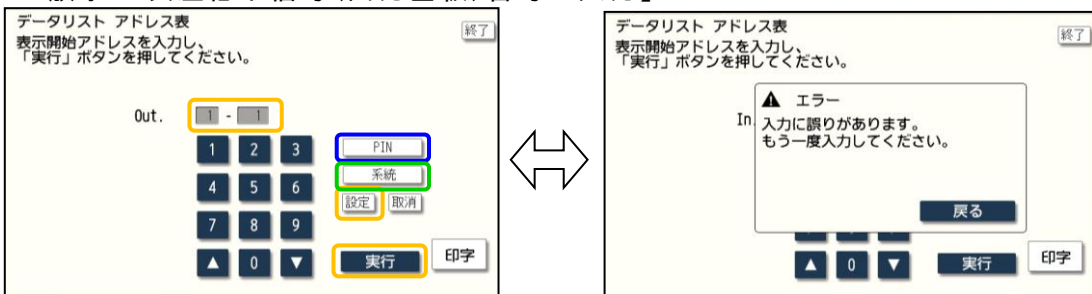 データリスト アドレス表
終了
表示開始アドレスを入力し、
「実行」ボタンを押してください。
Out. 1 - 1
1 2 3 PIN
4 5 6 系統
設定 取消
7 8 9
▲ 0 ▼ 実行 印字
データリスト アドレス表
終了
表示開始アドレスを入力し、
「実行」ボタンを押してください。
In
エラー
入力に誤りがあります。
もう一度入力してください。
戻る
▲ 0 ▼ 実行 印字